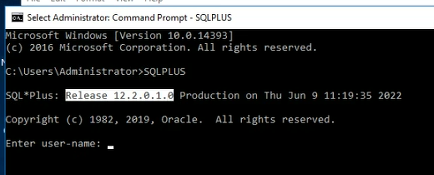 Select Administrator: Command Prompt - SQLPLUS
Microsoft Windows [Version 10.0.14393]
(c) 2016 Microsoft Corporation. All rights reserved.
C:\Users\Administrator>SQLPLUS
SQL*Plus: Release 12.2.0.1.0 Production on Thu Jun 9 11:19:35 2022
Copyright (c) 1982, 2019, Oracle.  All rights reserved.
Enter user-name: